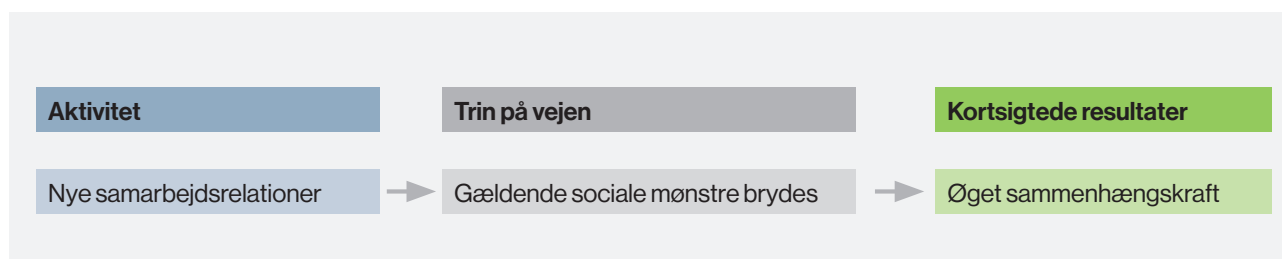 Aktivitet
Trin på vejen
Kortsigtede resultater
Nye samarbejdsrelationer
Gældende sociale mønstre brydes
Øget sammenhængskraft